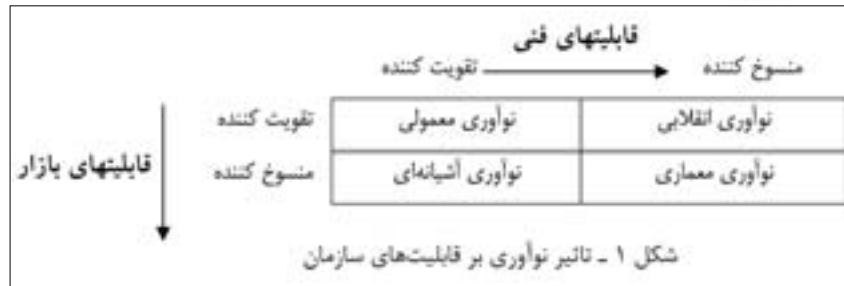 قابلیتهای فنی
منسوخ کننده تقویت کننده
تقویت کننده نوآوری معمولی نوآوری انقلابی
قابلیتهای بازار
منسوخ کننده نوآوری آشیانه‌ای نوآوری معماری
شکل ۱ ـ تاثیر نوآوری بر قابلیت‌های سازمان